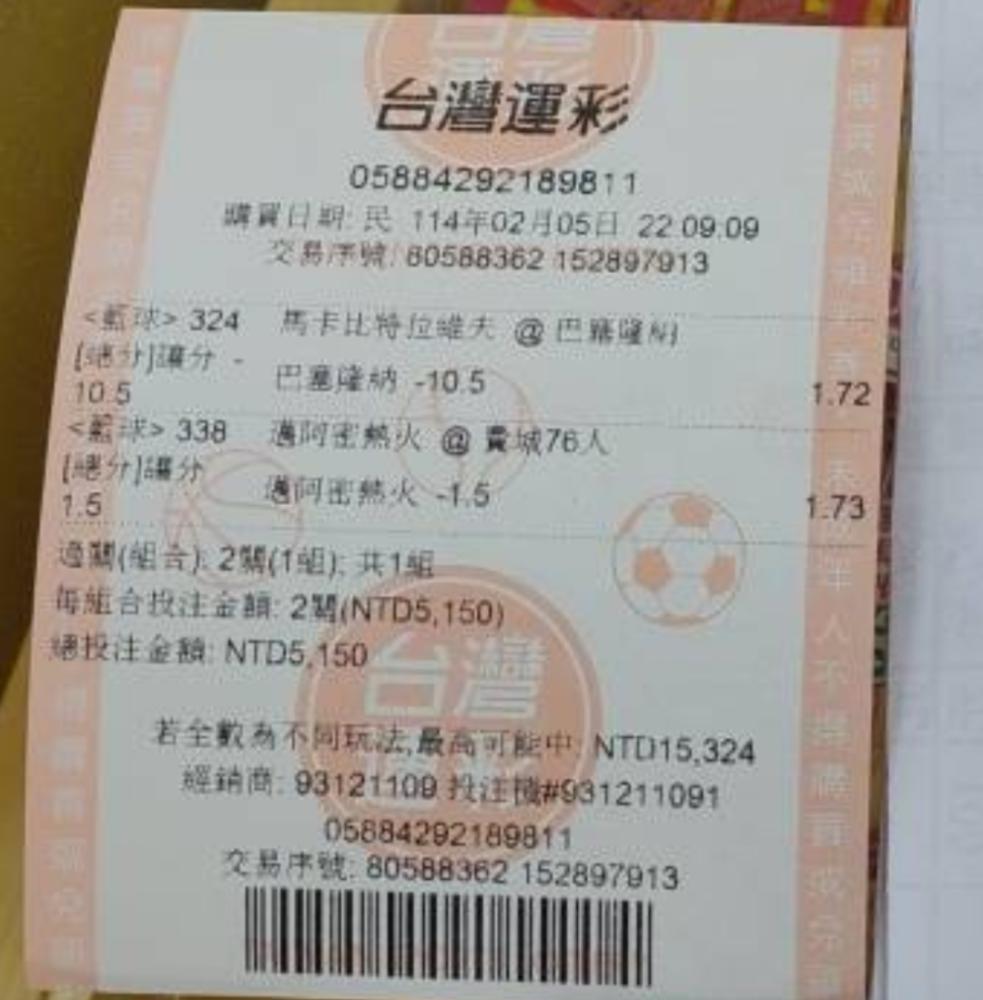 台灣運彩
05884292189811
購買日期: 民 114年02月05日 22:09:09
交易序號: 80588362 152897913
<籃球> 324 馬卡比特拉維夫 @ 巴塞隆納
[總分]讓分 -
10.5 巴塞隆納 -10.5 1.72
<籃球> 338 邁阿密熱火 @ 費城76人
[總分]讓分
1.5 邁阿密熱火 -1.5 1.73
過關(組合): 2關(1組); 共1組
每組合投注金額: 2關(NTD5,150)
總投注金額: NTD5,150
台灣
若全數為不同玩法,最高可能中: NTD15,324
經銷商: 93121109 投注機#931211091
05884292189811
交易序號: 80588362 152897913